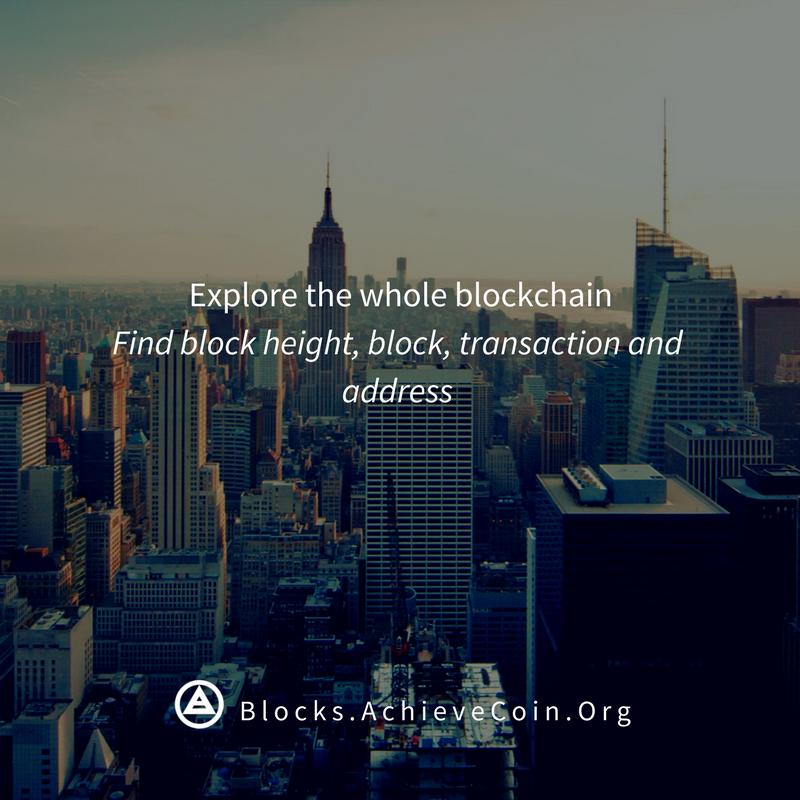 Explore the whole blockchain
Find block height, block, transaction and
address
Blocks.AchieveCoin.Org